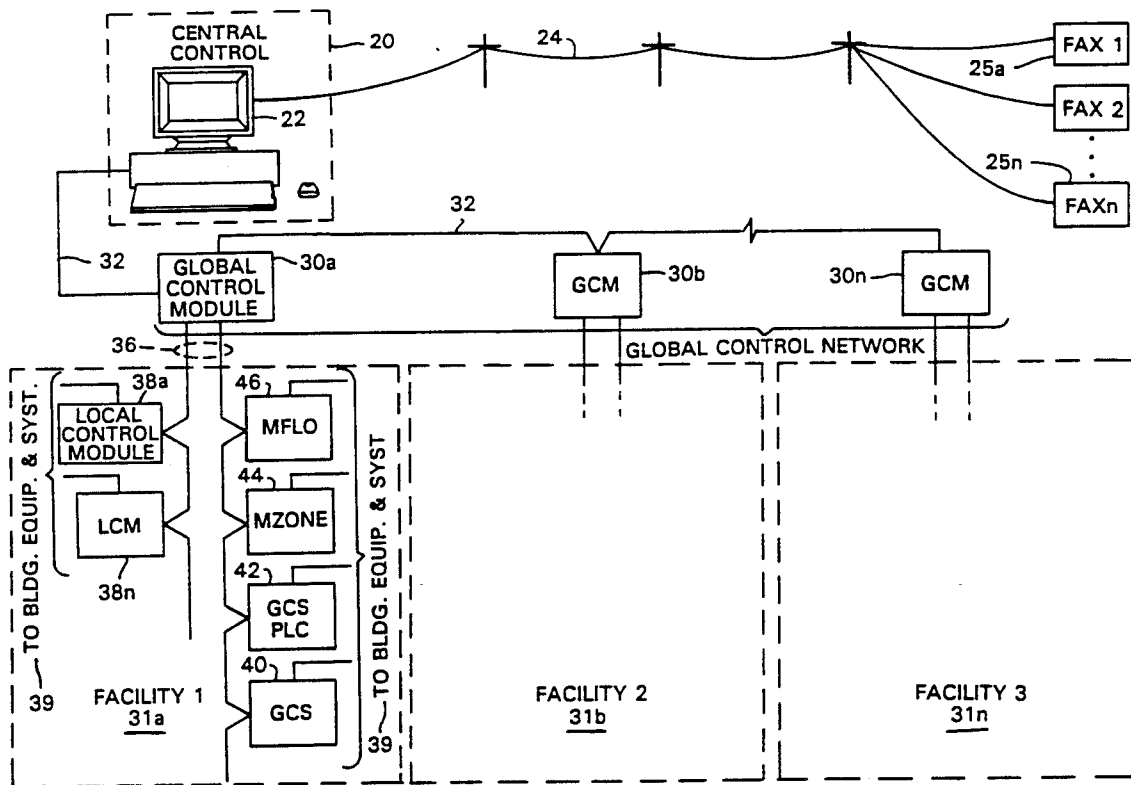 CENTRAL
CONTROL
20
22
24
FAX 1
25a
FAX 2
25n
FAXn
32
32
GLOBAL
CONTROL
MODULE
30a
GCM
30b
30n
GCM
GLOBAL CONTROL NETWORK
36
38a
LOCAL
CONTROL
MODULE
LCM
38n
46
MFLO
44
MZONE
42
GCS
PLC
40
GCS
TO BLDG. EQUIP. & SYST.
39
TO BLDG. EQUIP. & SYST
39
FACILITY 1
31a
FACILITY 2
31b
FACILITY 3
31n